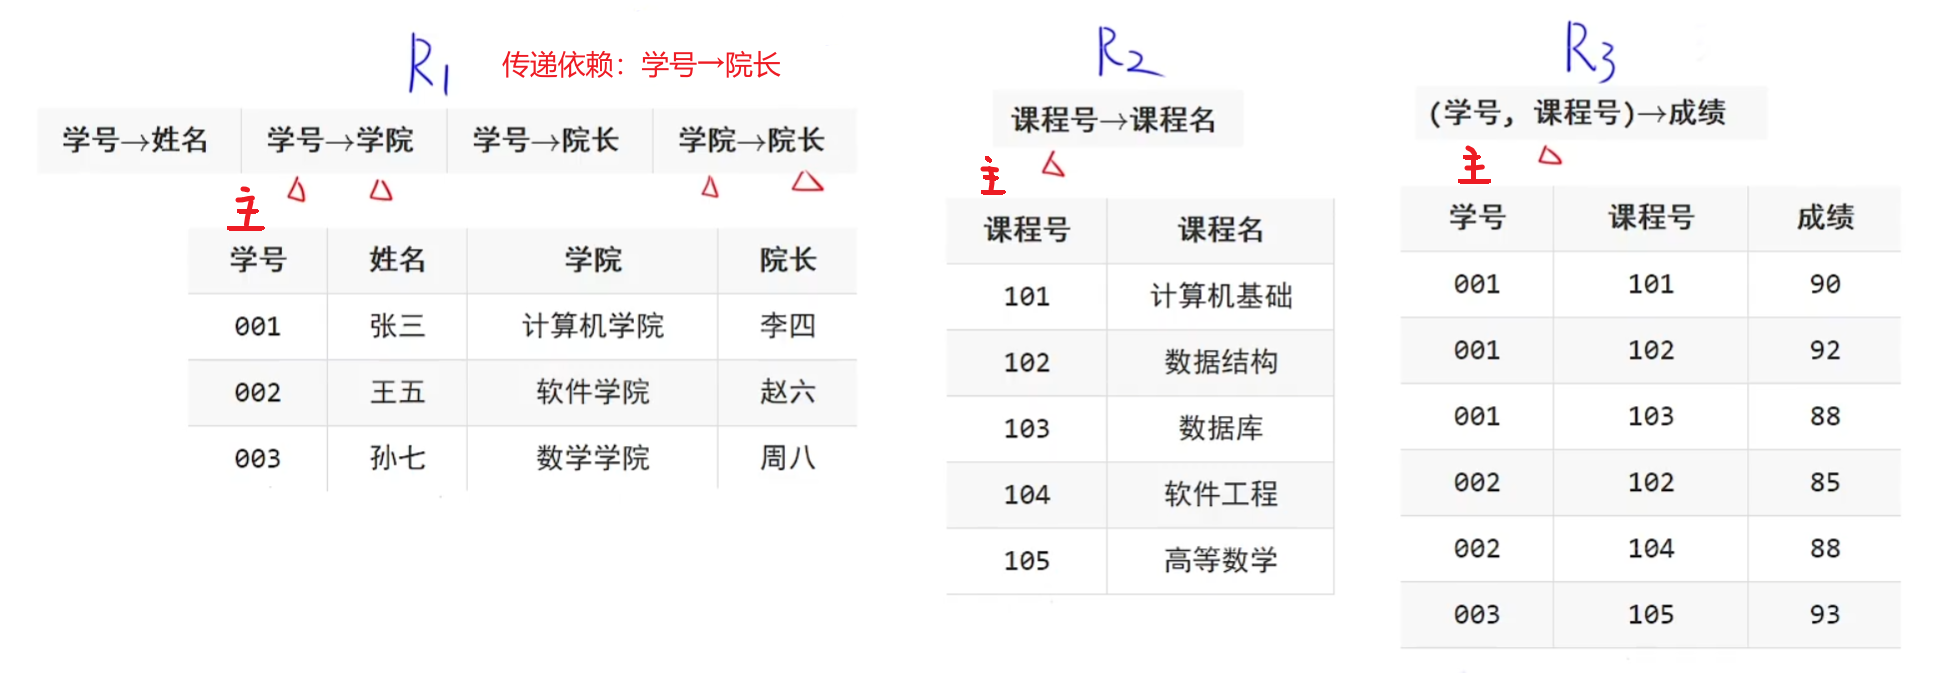 R1 传递依赖：学号→院长
学号→姓名 学号→学院 学号→院长 学院→院长
主
学号 姓名 学院 院长
001 张三 计算机学院 李四
002 王五 软件学院 赵六
003 孙七 数学学院 周八
R2
课程号→课程名
主
课程号 课程名
101 计算机基础
102 数据结构
103 数据库
104 软件工程
105 高等数学
R3
(学号, 课程号)→成绩
主
学号 课程号 成绩
001 101 90
001 102 92
001 103 88
002 102 85
002 104 88
003 105 93